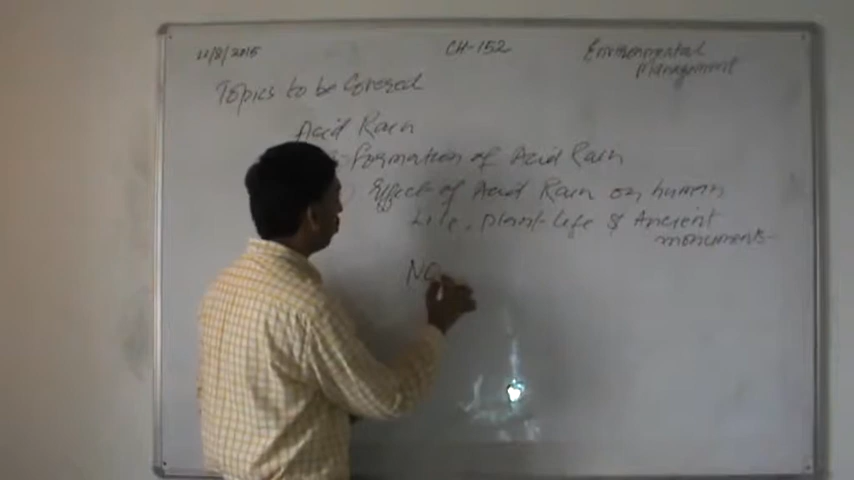 11/8/2015
CH-152
Environmental
Management
Topics to be Covered
Acid Rain
Formation of Acid Rain
Effect of Acid Rain on human
Life, plant-Life & Ancient
monuments
NO